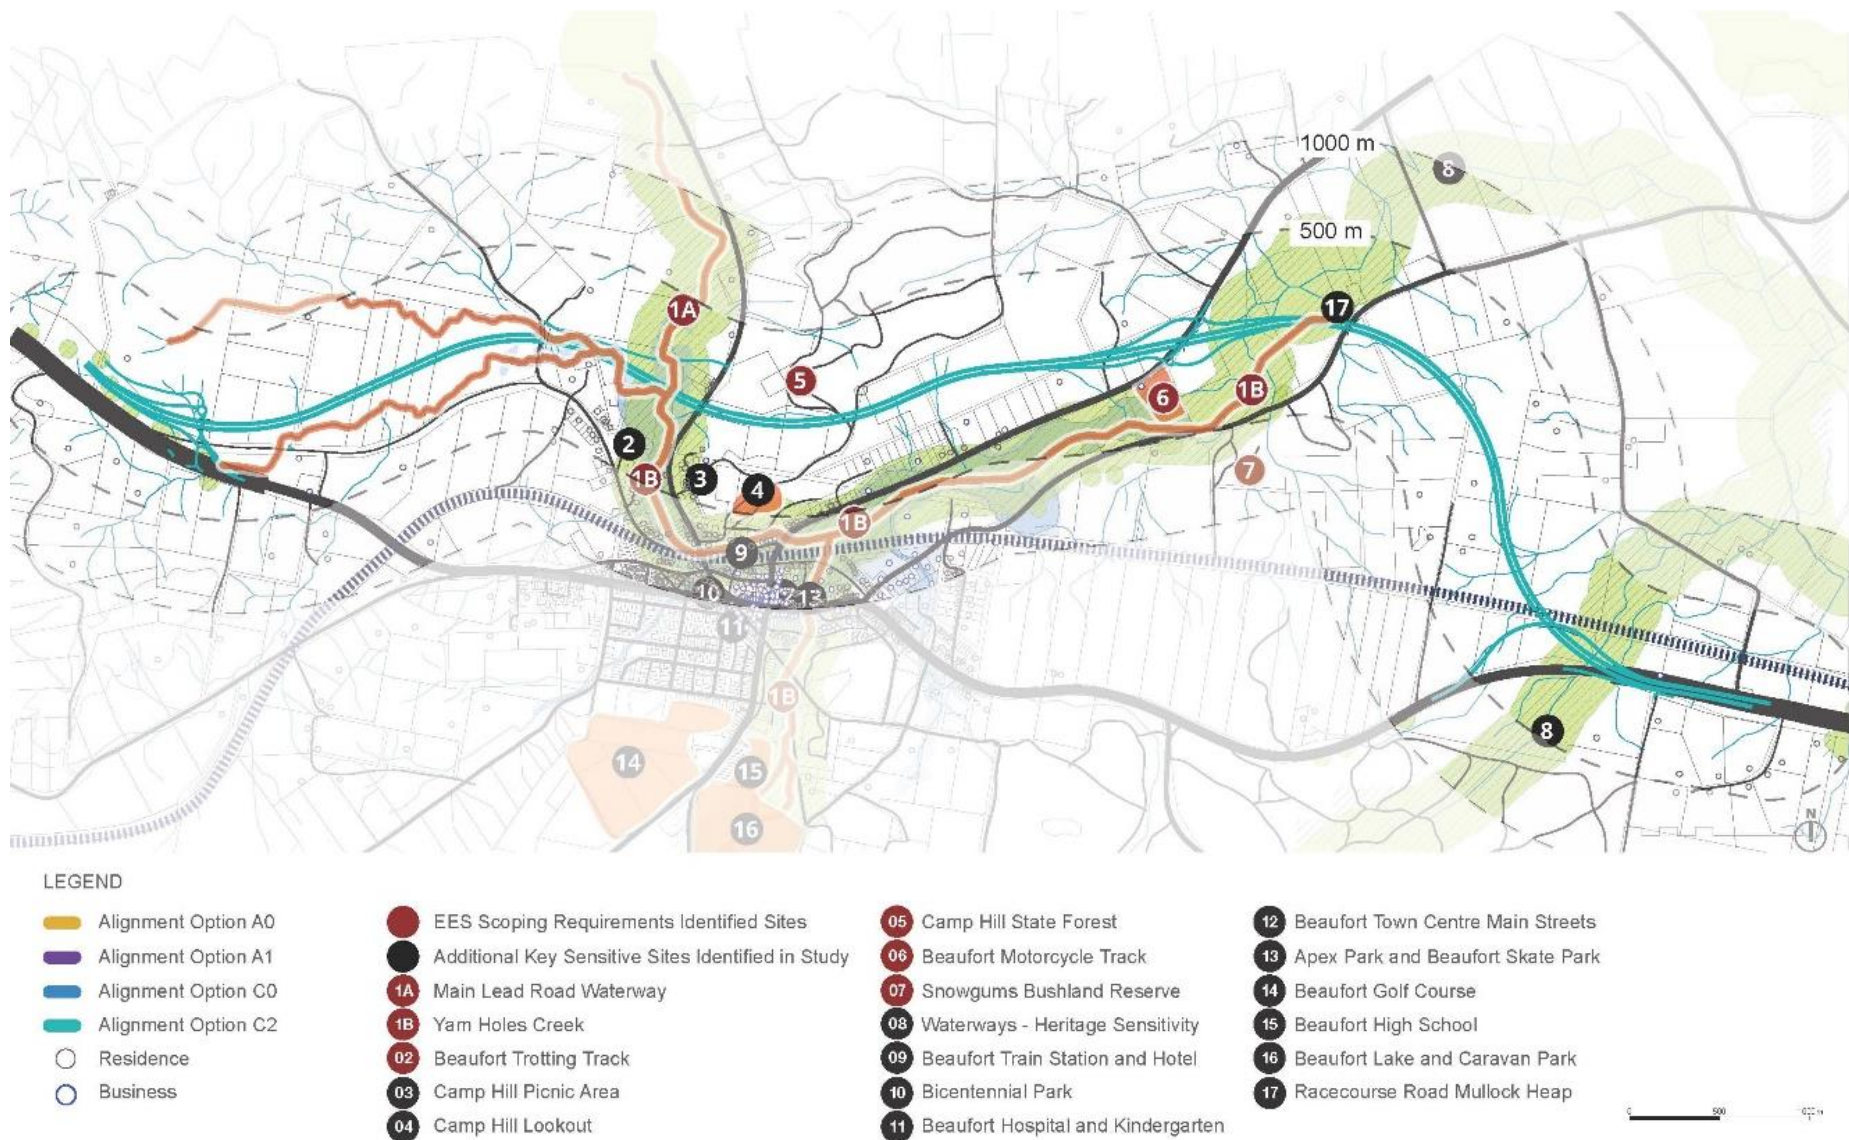 1000 m
8
500 m
1A
17
5
6
1B
2
7
3
1B
4
1B
9
10
13
11
1B
8
14
15
16
N
LEGEND
Alignment Option A0
Alignment Option A1
Alignment Option C0
Alignment Option C2
Residence
Business
EES Scoping Requirements Identified Sites
Additional Key Sensitive Sites Identified in Study
1A Main Lead Road Waterway
1B Yam Holes Creek
02 Beaufort Trotting Track
03 Camp Hill Picnic Area
04 Camp Hill Lookout
05 Camp Hill State Forest
06 Beaufort Motorcycle Track
07 Snowgums Bushland Reserve
08 Waterways - Heritage Sensitivity
09 Beaufort Train Station and Hotel
10 Bicentennial Park
11 Beaufort Hospital and Kindergarten
12 Beaufort Town Centre Main Streets
13 Apex Park and Beaufort Skate Park
14 Beaufort Golf Course
15 Beaufort High School
16 Beaufort Lake and Caravan Park
17 Racecourse Road Mullock Heap
0 500